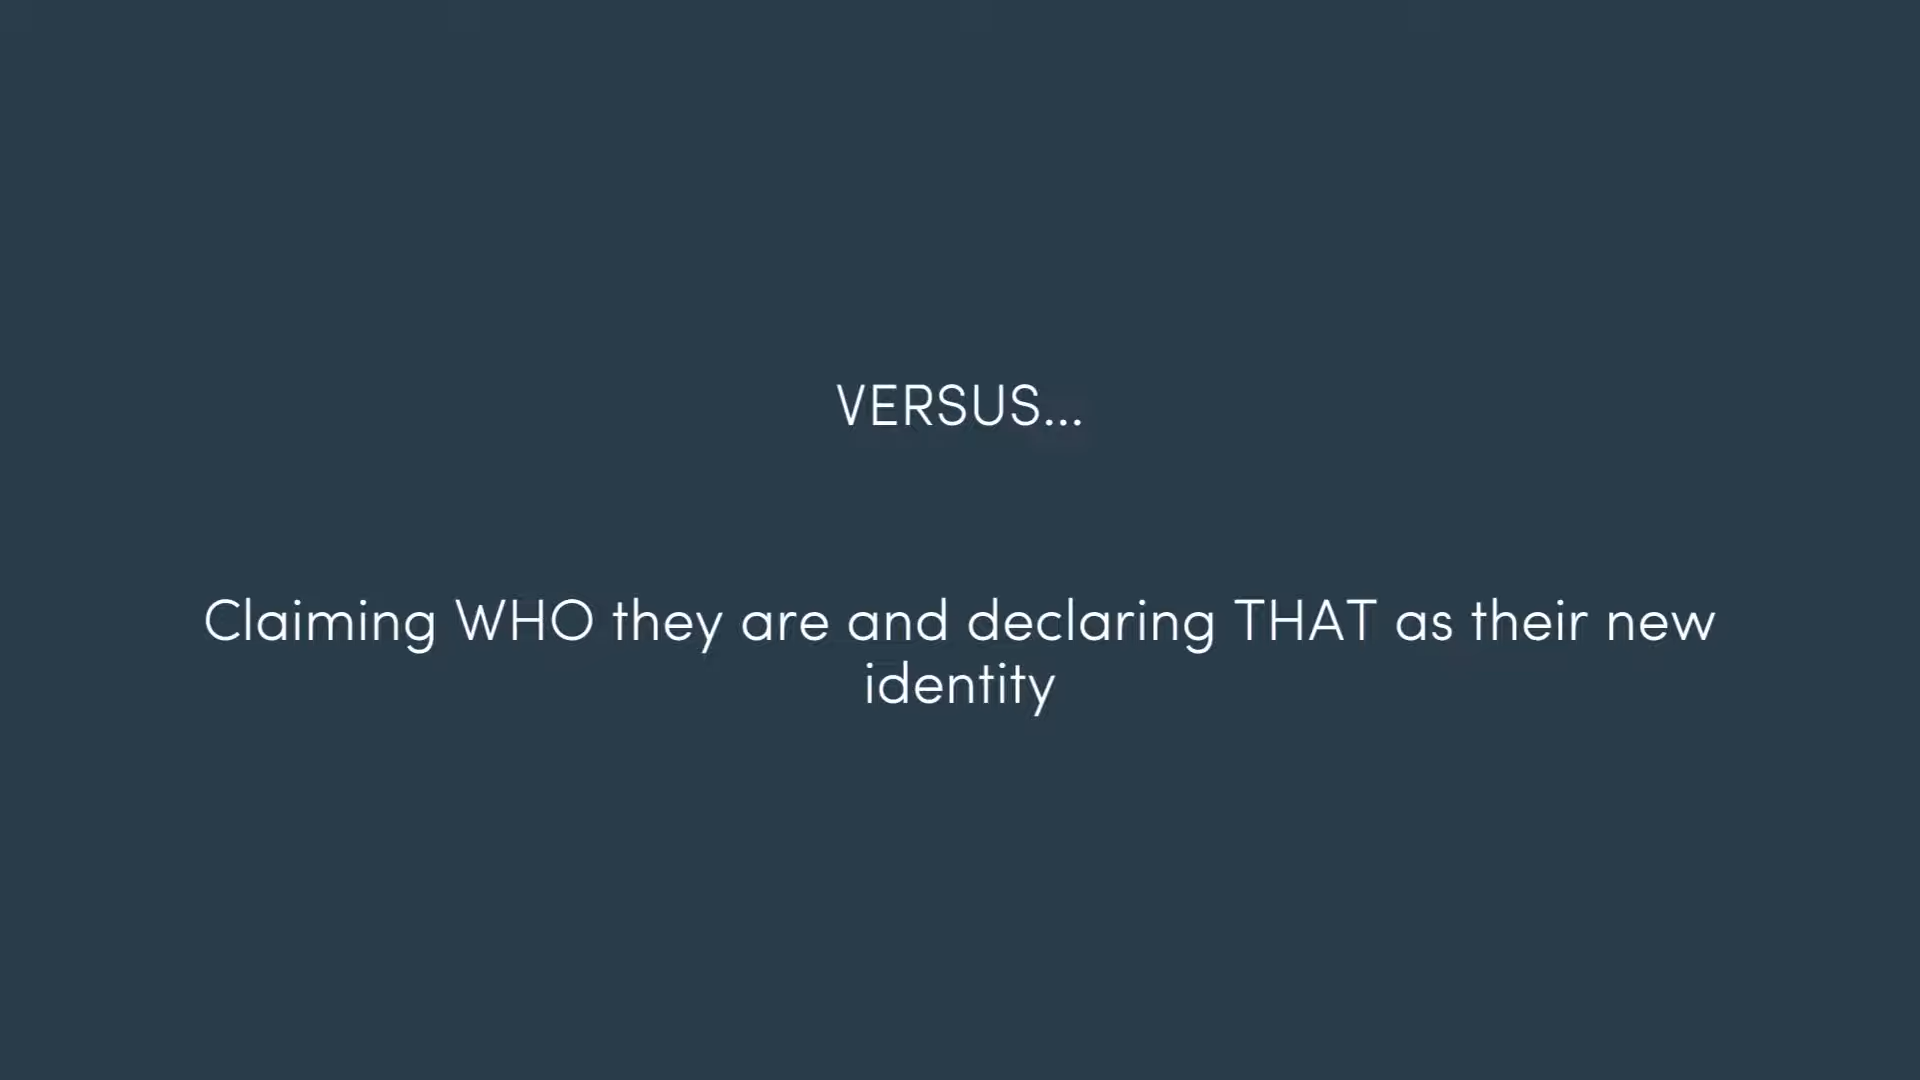 VERSUS...
Claiming WHO they are and declaring THAT as their new
identity